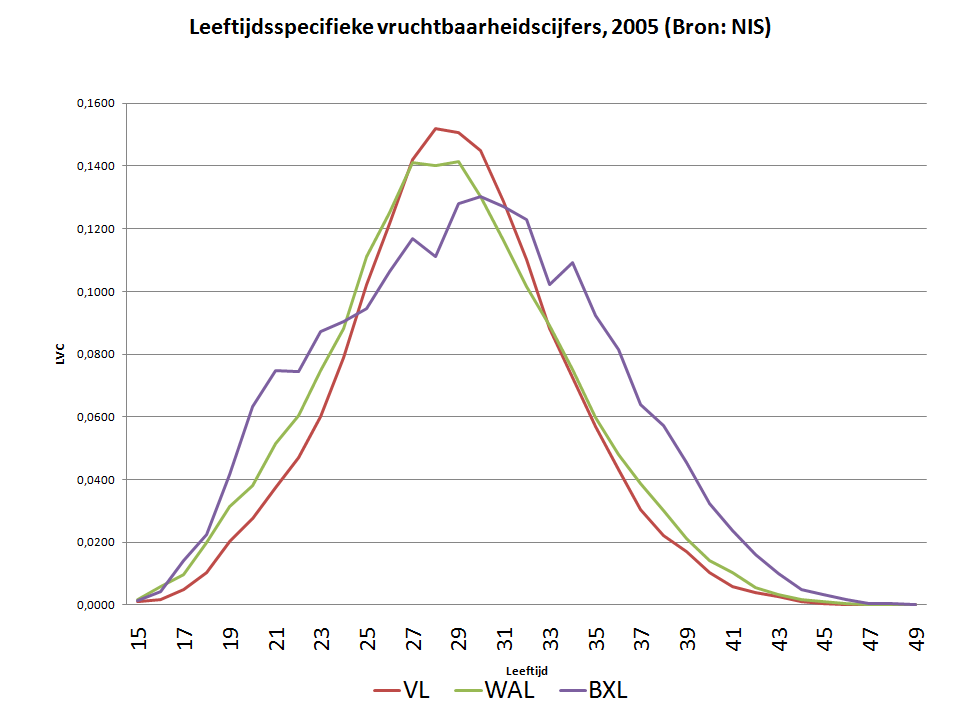 Leeftijdsspecifieke vruchtbaarheidscijfers, 2005 (Bron: NIS)
0,1600
0,1400
0,1200
0,1000
0,0800
0,0600
0,0400
0,0200
0,0000
LVC
15 17 19 21 23 25 27 29 31 33 35 37 39 41 43 45 47 49
Leeftijd
VL WAL BXL